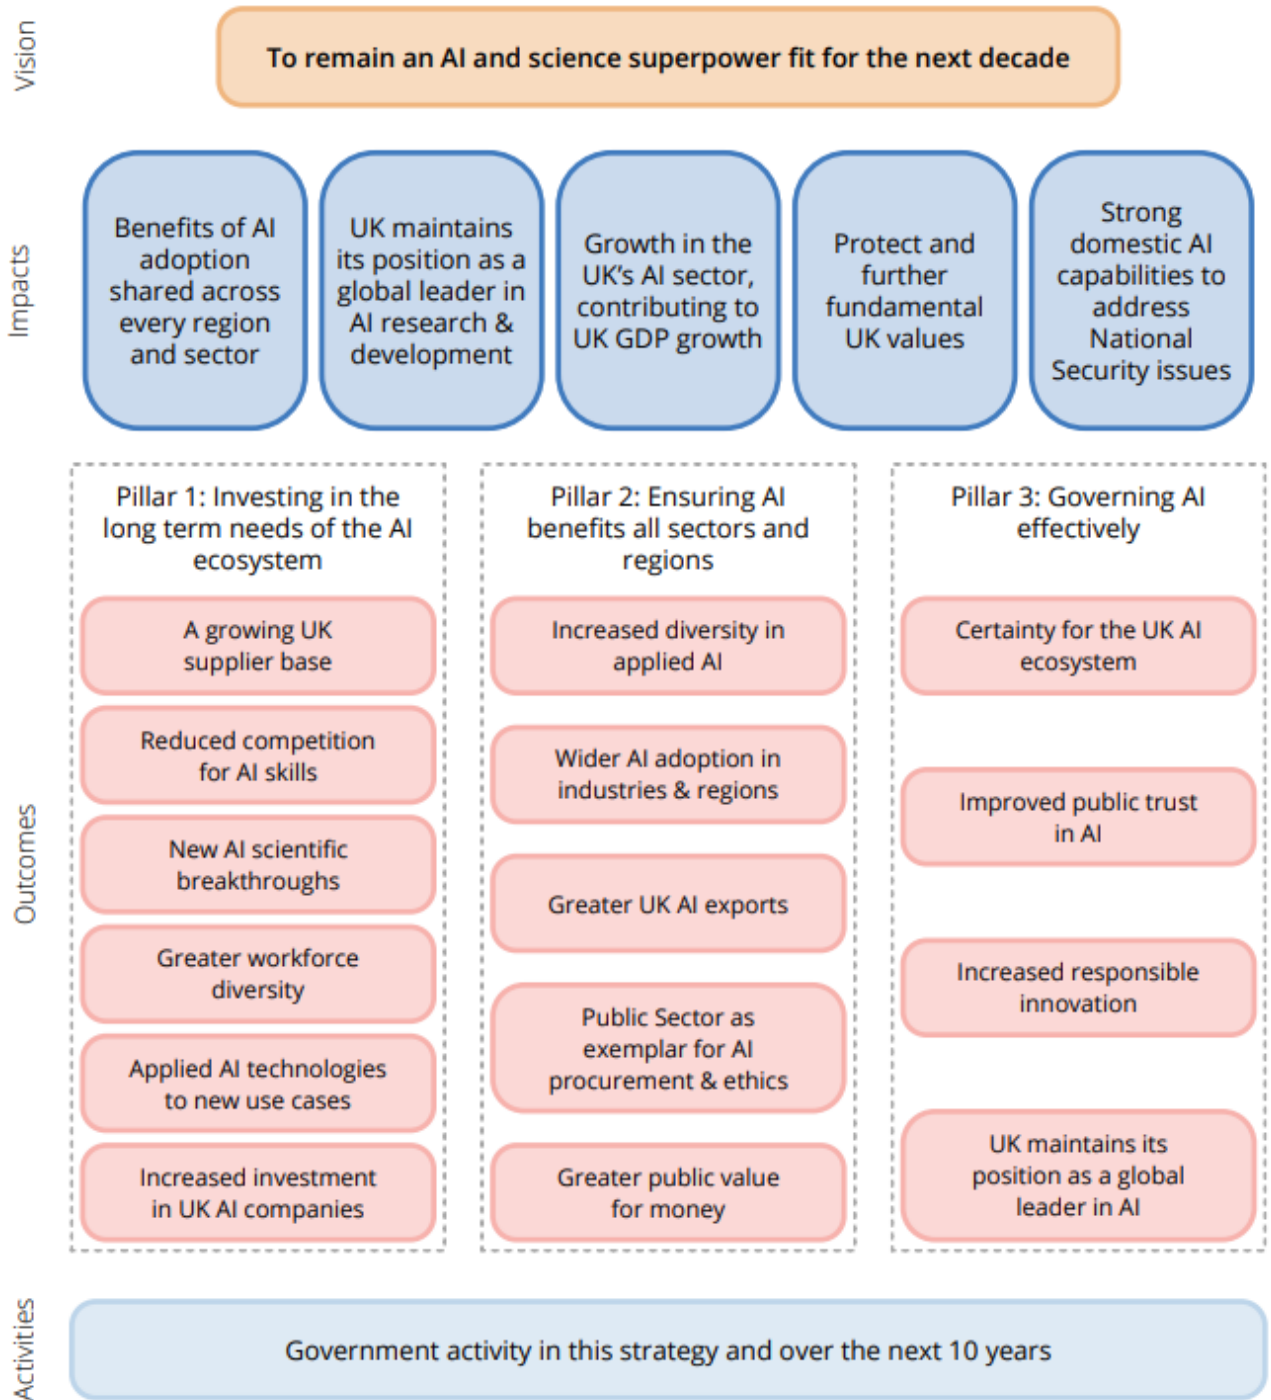 Vision
To remain an AI and science superpower fit for the next decade
Impacts
Benefits of AI
adoption
shared across
every region
and sector
UK maintains
its position as a
global leader in
AI research &
development
Growth in the
UK's AI sector,
contributing to
UK GDP growth
Protect and
further
fundamental
UK values
Strong
domestic AI
capabilities to
address
National
Security issues
Outcomes
Pillar 1: Investing in the
long term needs of the AI
ecosystem
A growing UK
supplier base
Reduced competition
for AI skills
New AI scientific
breakthroughs
Greater workforce
diversity
Applied AI technologies
to new use cases
Increased investment
in UK AI companies
Pillar 2: Ensuring AI
benefits all sectors and
regions
Increased diversity in
applied AI
Wider AI adoption in
industries & regions
Greater UK AI exports
Public Sector as
exemplar for AI
procurement & ethics
Greater public value
for money
Pillar 3: Governing AI
effectively
Certainty for the UK AI
ecosystem
Improved public trust
in AI
Increased responsible
innovation
UK maintains its
position as a global
leader in AI
Activities
Government activity in this strategy and over the next 10 years